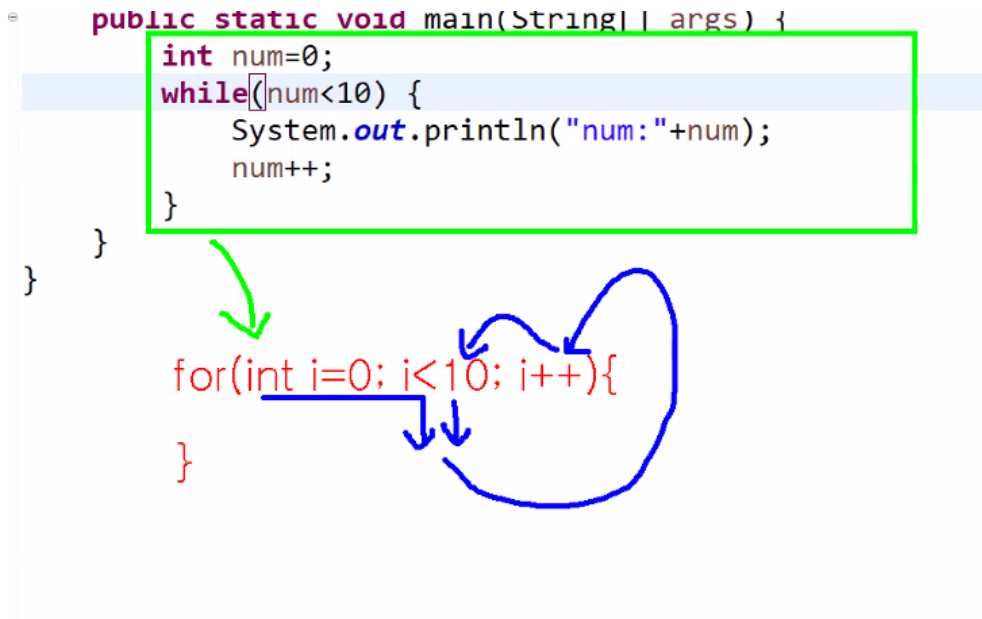 public static void main(String[] args) {
int num=0;
while(num<10) {
System.out.println("num:"+num);
num++;
}
}
}
for(int i=0; i<10; i++){
}